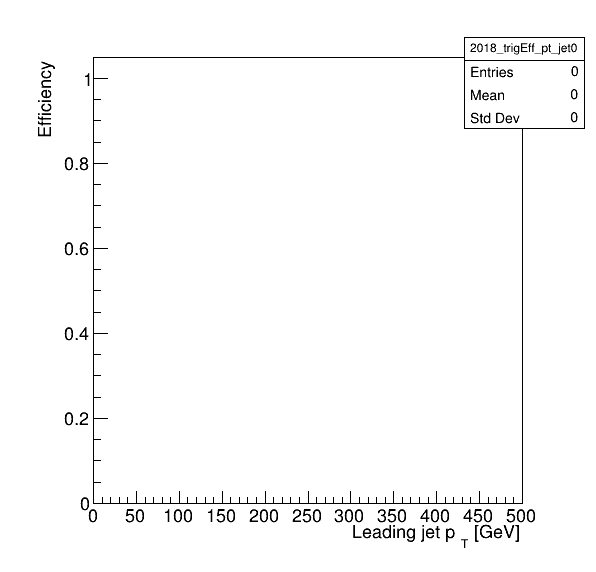 2018_trigEff_pt_jet0
Entries 0
Mean 0
Std Dev 0
Efficiency
1
0.8
0.6
0.4
0.2
0
0 50 100 150 200 250 300 350 400 450 500
Leading jet p T [GeV]